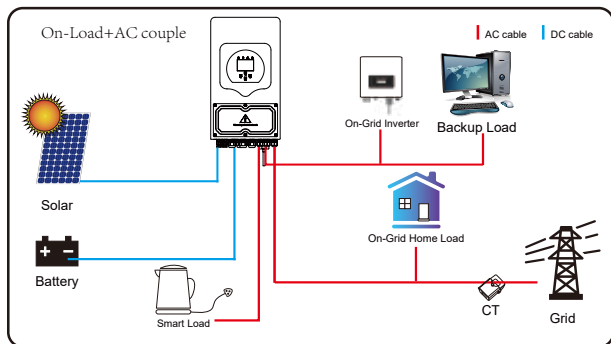 On-Load+AC couple
AC cable
DC cable
On-Grid Inverter
Backup Load
Solar
On-Grid Home Load
Battery
Smart Load
CT
Grid